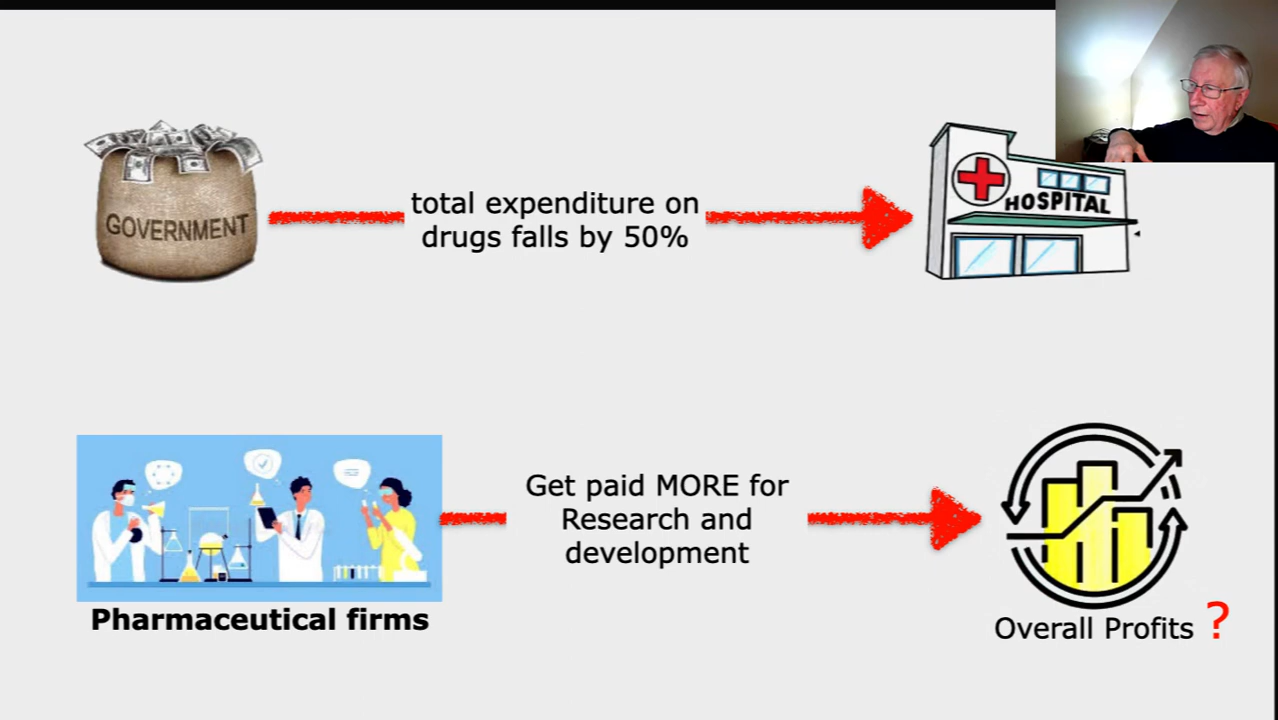 GOVERNMENT
total expenditure on
drugs falls by 50%
HOSPITAL
Get paid MORE for
Research and
development
Pharmaceutical firms
Overall Profits ?